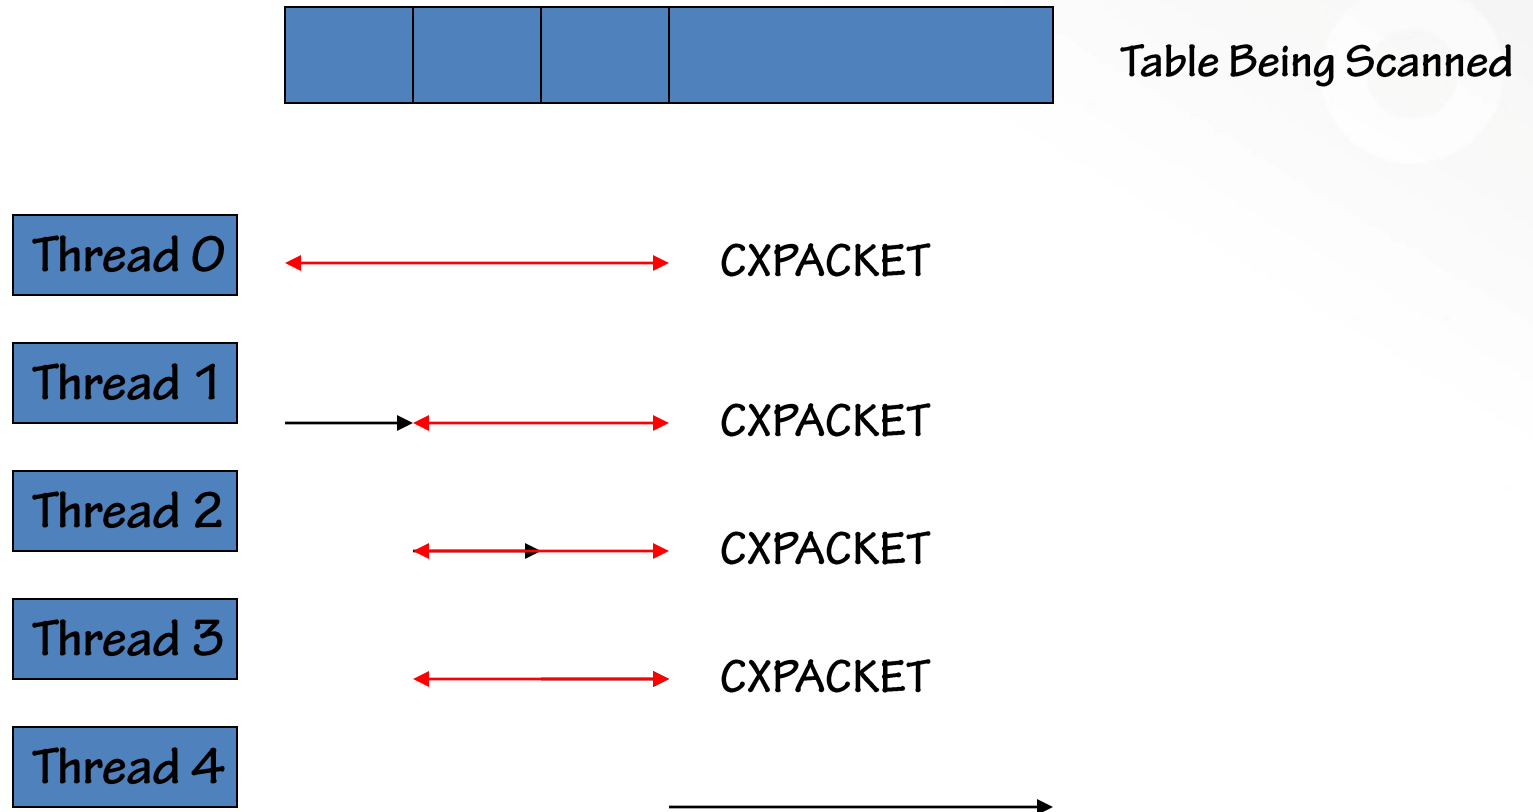 Table Being Scanned
Thread 0
CXPACKET
Thread 1
CXPACKET
Thread 2
CXPACKET
Thread 3
CXPACKET
Thread 4